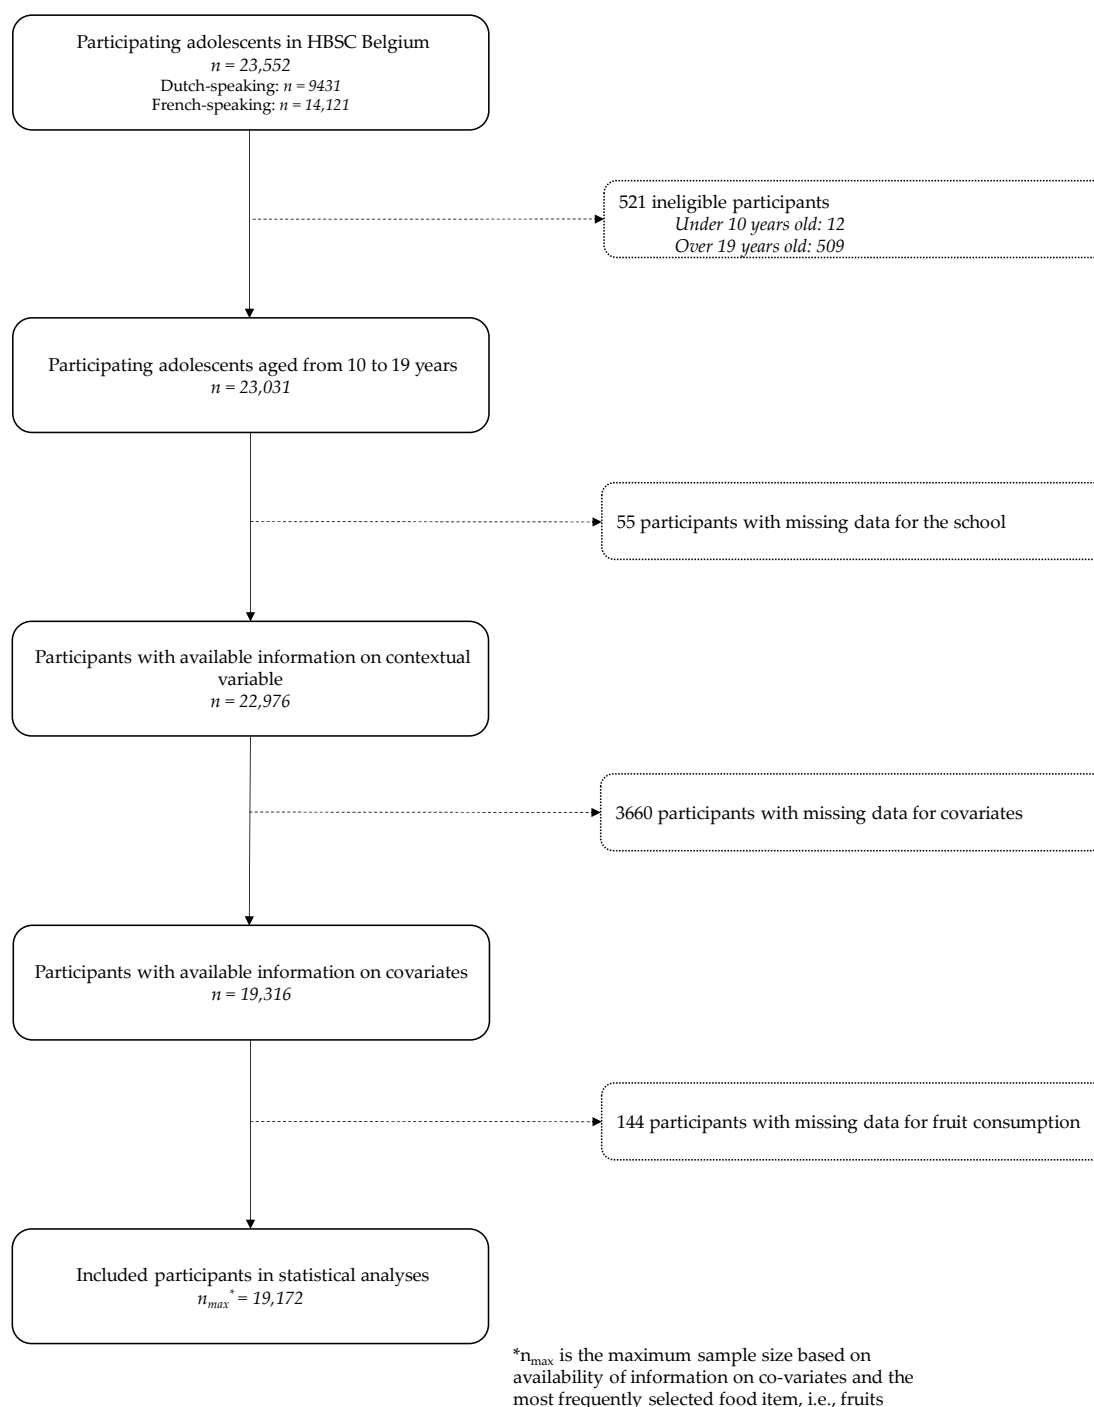 Participating adolescents in HBSC Belgium
n = 23,552
Dutch-speaking: n = 9431
French-speaking: n = 14,121
521 ineligible participants
Under 10 years old: 12
Over 19 years old: 509
Participating adolescents aged from 10 to 19 years
n = 23,031
55 participants with missing data for the school
Participants with available information on contextual
variable
n = 22,976
3660 participants with missing data for covariates
Participants with available information on covariates
n = 19,316
144 participants with missing data for fruit consumption
Included participants in statistical analyses
nmax* = 19,172
*nmax is the maximum sample size based on
availability of information on co-variates and the
most frequently selected food item, i.e., fruits